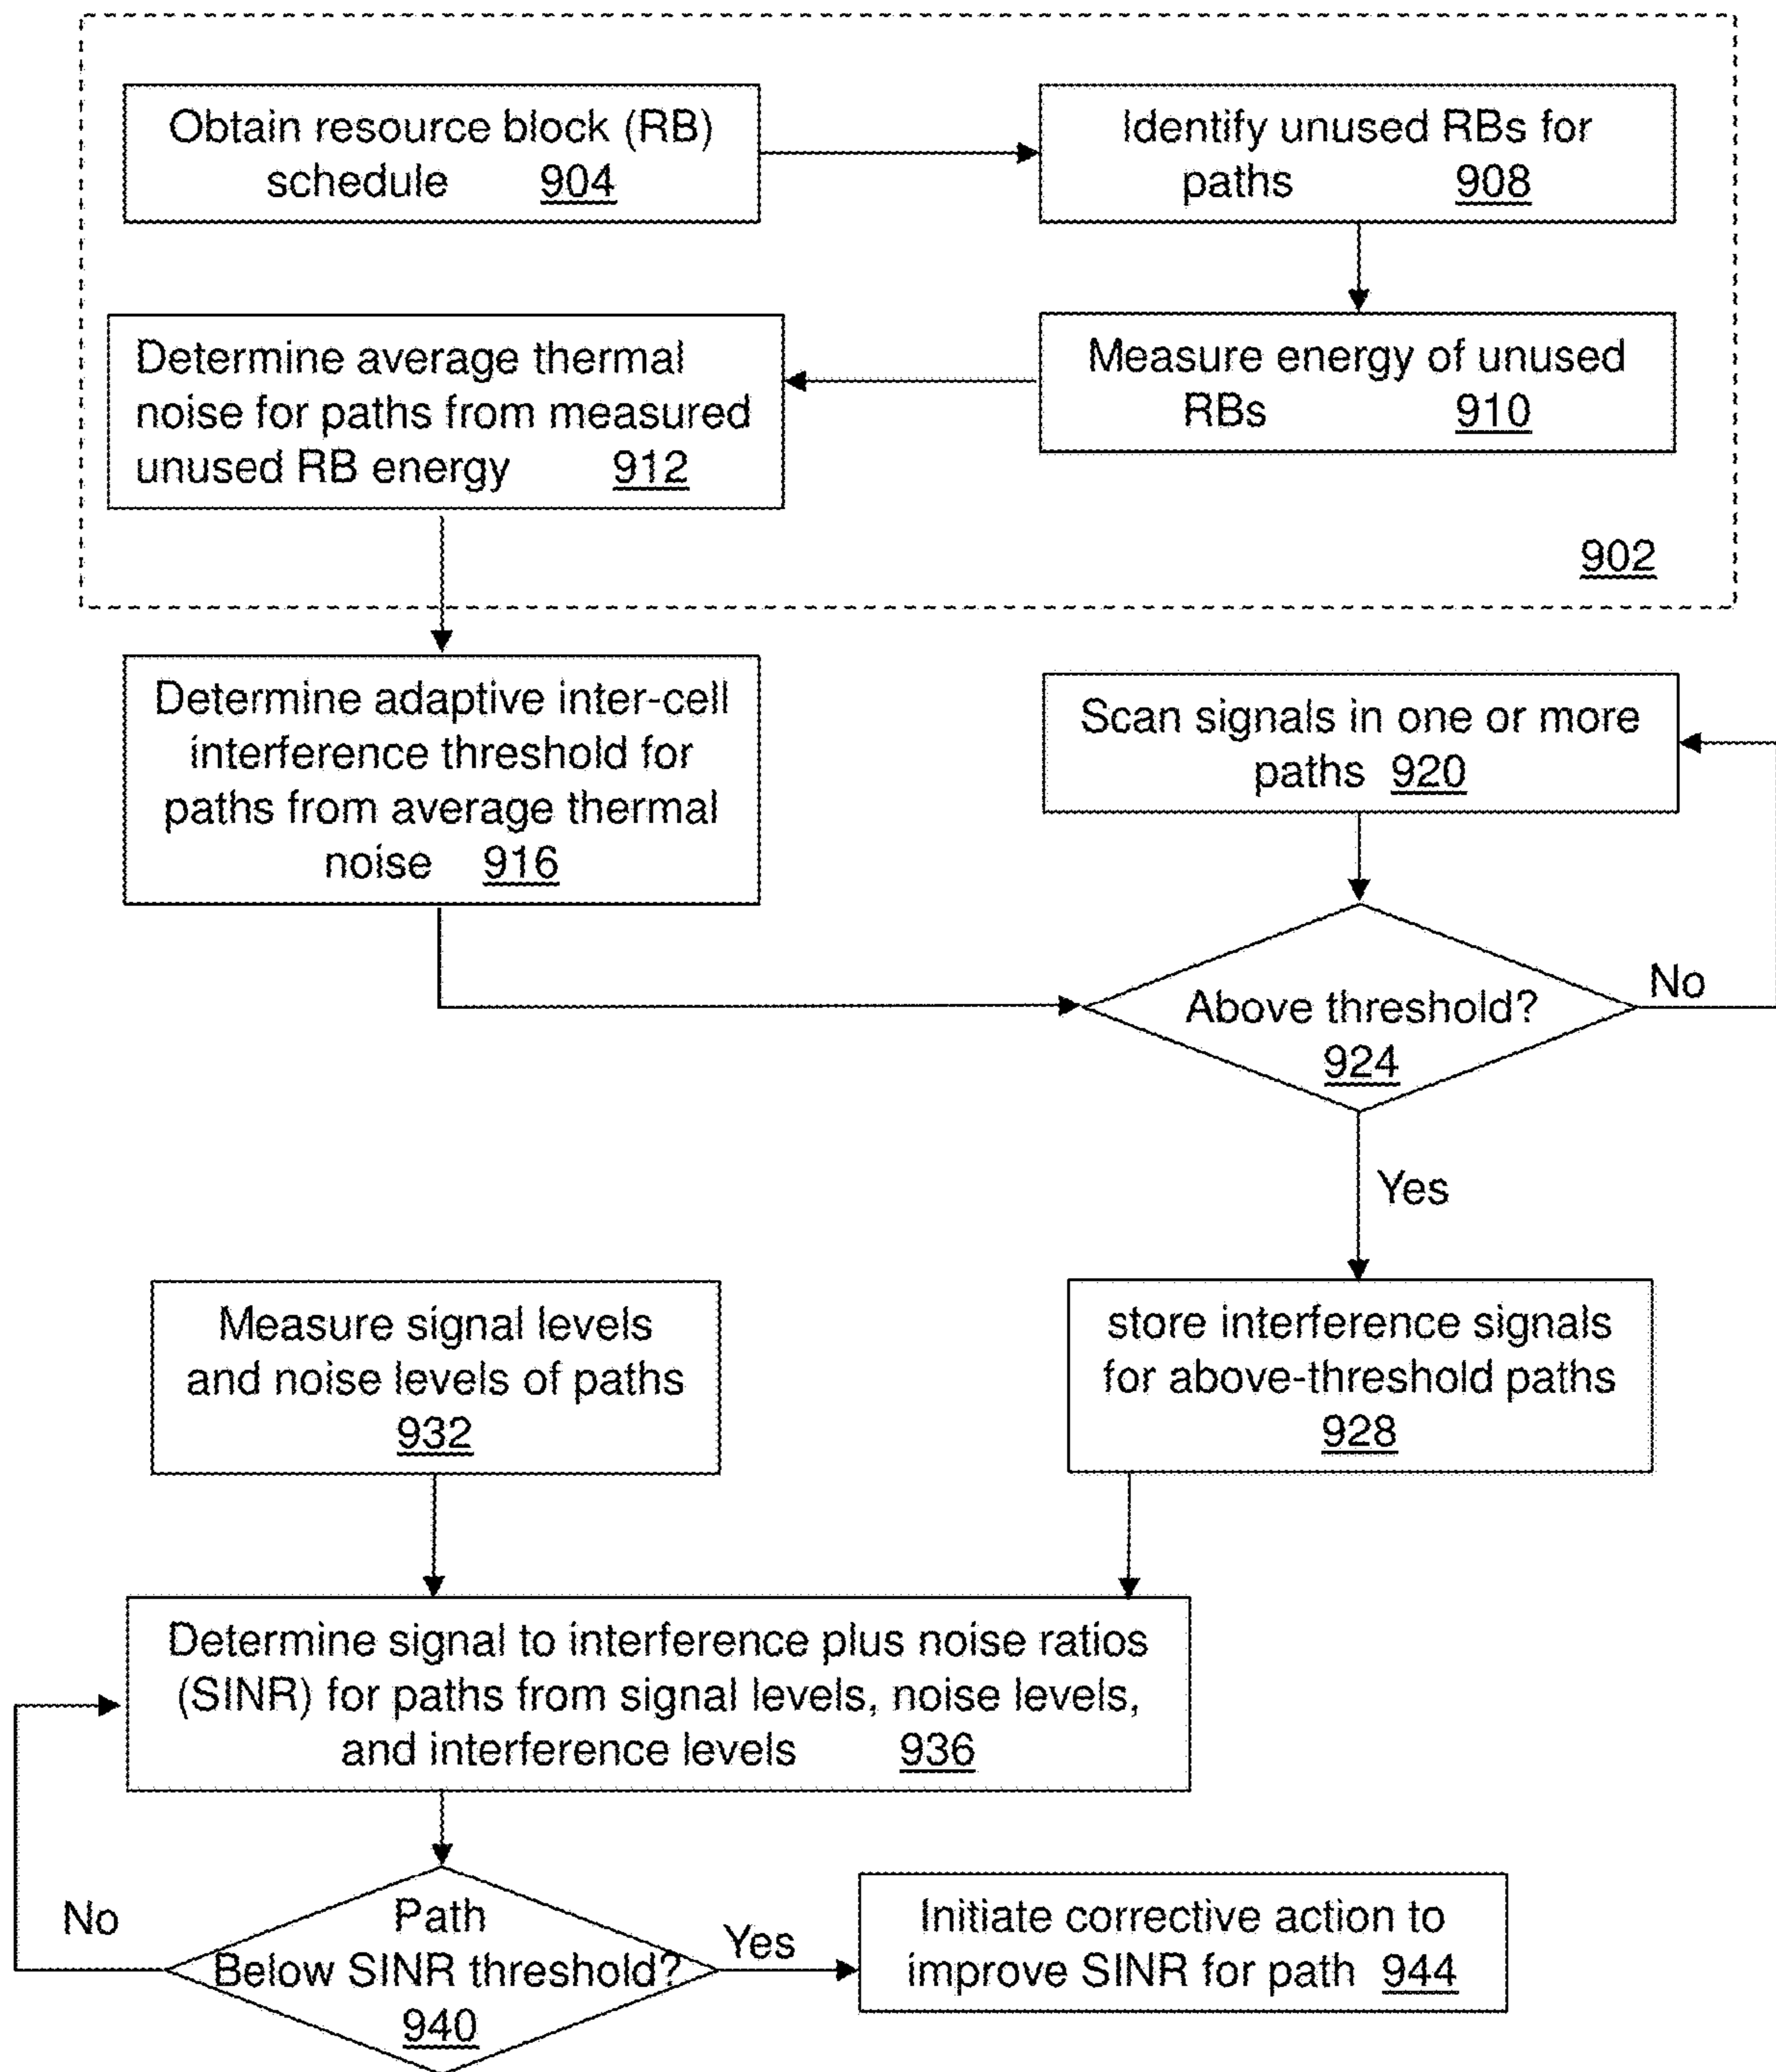 Obtain resource block (RB)
schedule 904
Identify unused RBs for
paths 908
Determine average thermal
noise for paths from measured
unused RB energy 912
Measure energy of unused
RBs 910
902
Determine adaptive inter-cell
interference threshold for
paths from average thermal
noise 916
Scan signals in one or more
paths 920
Above threshold?
924
No
Yes
Measure signal levels
and noise levels of paths
932
store interference signals
for above-threshold paths
928
Determine signal to interference plus noise ratios
(SINR) for paths from signal levels, noise levels,
and interference levels 936
No
Path
Below SINR threshold?
940
Yes
Initiate corrective action to
improve SINR for path 944